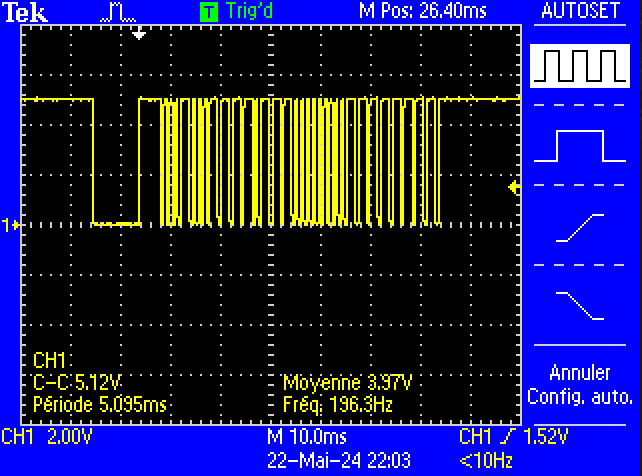 Tek T Trig'd M Pos: 26.40ms AUTOSET
1
CH1
C-C 5.12V Moyenne 3.97V
Période 5.095ms Fréq: 196.3Hz
Annuler
Config. auto.
CH1 2.00V M 10.0ms CH1 1.52V
22-Mai-24 22:03 <10Hz